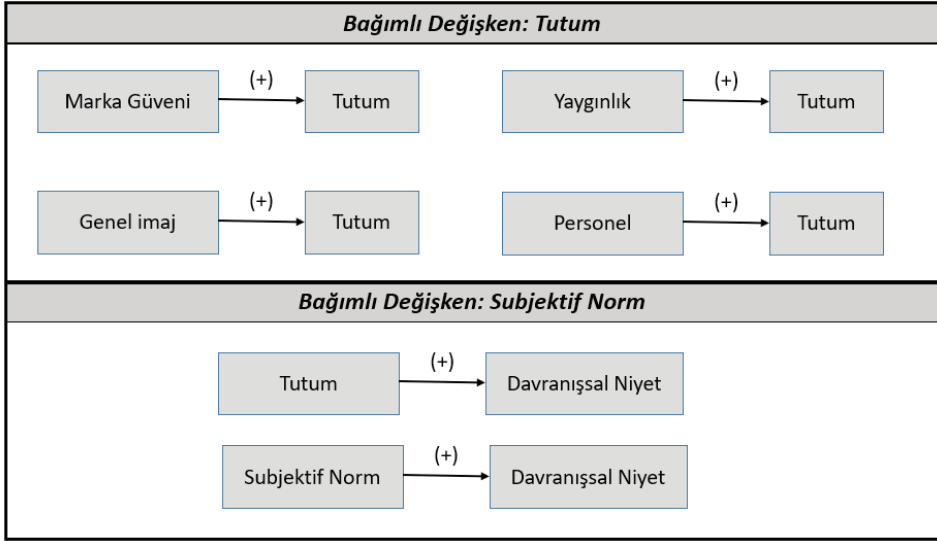 Bağımlı Değişken: Tutum
Marka Güveni (+) Tutum
Yaygınlık (+) Tutum
Genel imaj (+) Tutum
Personel (+) Tutum
Bağımlı Değişken: Subjektif Norm
Tutum (+) Davranışsal Niyet
Subjektif Norm (+) Davranışsal Niyet